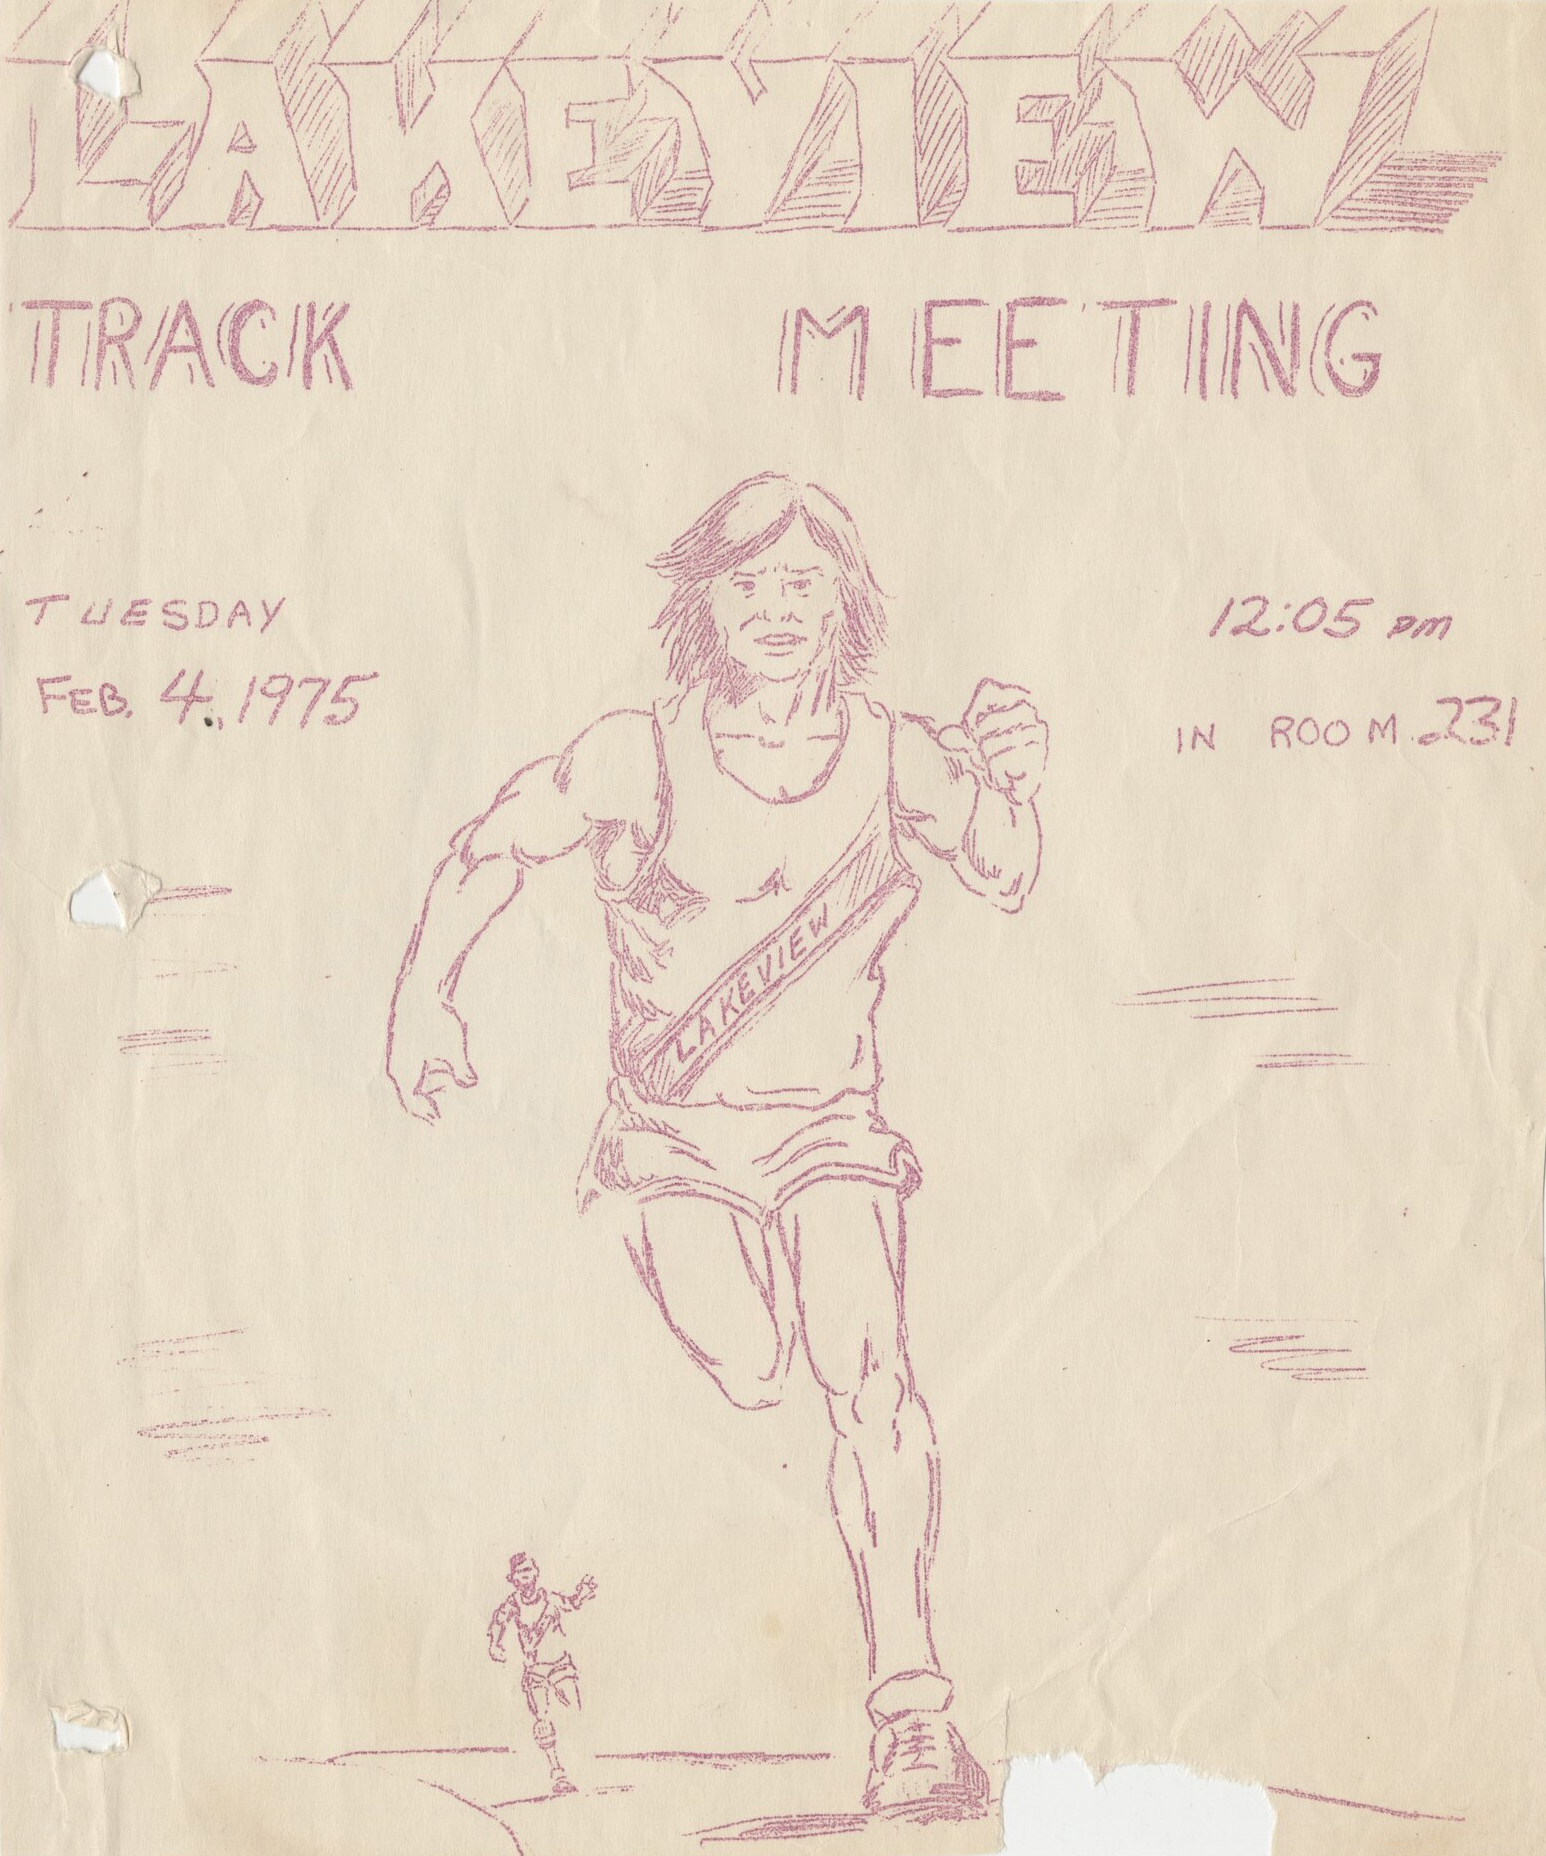 LAKEVIEW
TRACK MEETING
TUESDAY
FEB. 4, 1975
12:05 pm
IN ROOM 231
LAKEVIEW